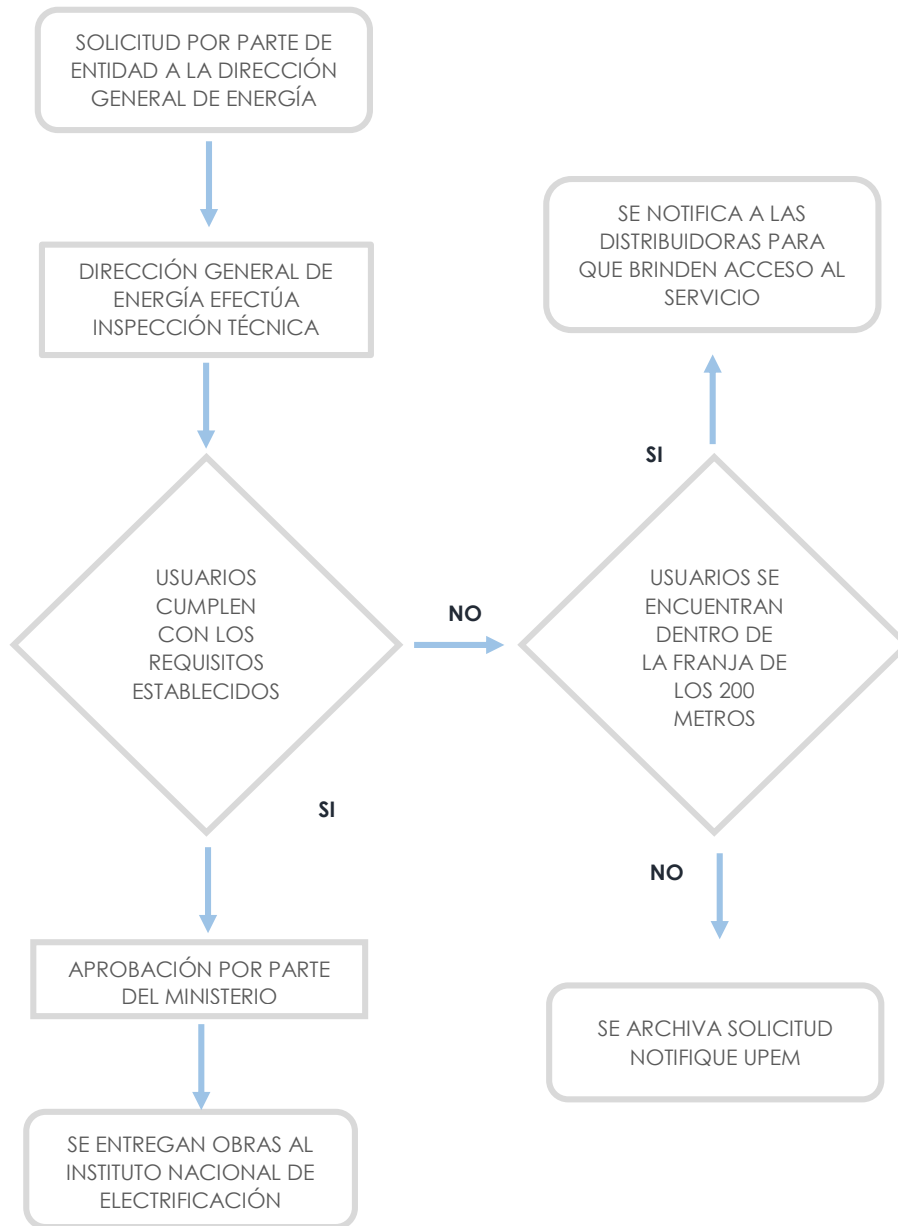 SOLICITUD POR PARTE DE
ENTIDAD A LA DIRECCIÓN
GENERAL DE ENERGÍA
DIRECCIÓN GENERAL DE
ENERGÍA EFECTÚA
INSPECCIÓN TÉCNICA
USUARIOS
CUMPLEN
CON LOS
REQUISITOS
ESTABLECIDOS
NO
SI
APROBACIÓN POR PARTE
DEL MINISTERIO
SE ENTREGAN OBRAS AL
INSTITUTO NACIONAL DE
ELECTRIFICACIÓN
SE NOTIFICA A LAS
DISTRIBUIDORAS PARA
QUE BRINDEN ACCESO AL
SERVICIO
SI
USUARIOS SE
ENCUENTRAN
DENTRO DE
LA FRANJA DE
LOS 200
METROS
NO
SE ARCHIVA SOLICITUD
NOTIFIQUE UPEM